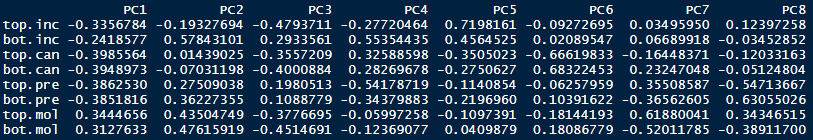 PC1 PC2 PC3 PC4 PC5 PC6 PC7 PC8
top.inc -0.3356784 -0.19327694 -0.4793711 -0.27720464 0.7198161 -0.09272695 0.03495950 0.12397258
bot.inc -0.2418577 0.57843101 0.2933561 0.55354435 0.4564525 0.02089547 0.06689918 -0.03452852
top.can -0.3985564 0.01439025 -0.3557209 0.32588598 -0.3505027 -0.66619833 -0.16448371 -0.12033163
bot.can -0.3948973 -0.07031198 -0.4000884 0.28269678 -0.2750627 0.68322453 0.23247048 -0.05124804
top.pre -0.3862530 0.27509038 0.1980513 -0.54178719 -0.1140854 -0.06257959 0.35508587 -0.54713667
bot.pre -0.3851816 0.36227355 0.1088779 -0.34379883 -0.2196960 0.10391622 -0.36562605 0.63055026
top.mol 0.3444656 0.43504749 -0.3776695 -0.05997258 -0.1097391 -0.18144193 0.61880041 0.34346515
bot.mol 0.3127633 0.47615919 -0.4514691 -0.12369077 0.0409879 0.18086779 -0.52011785 -0.38911700